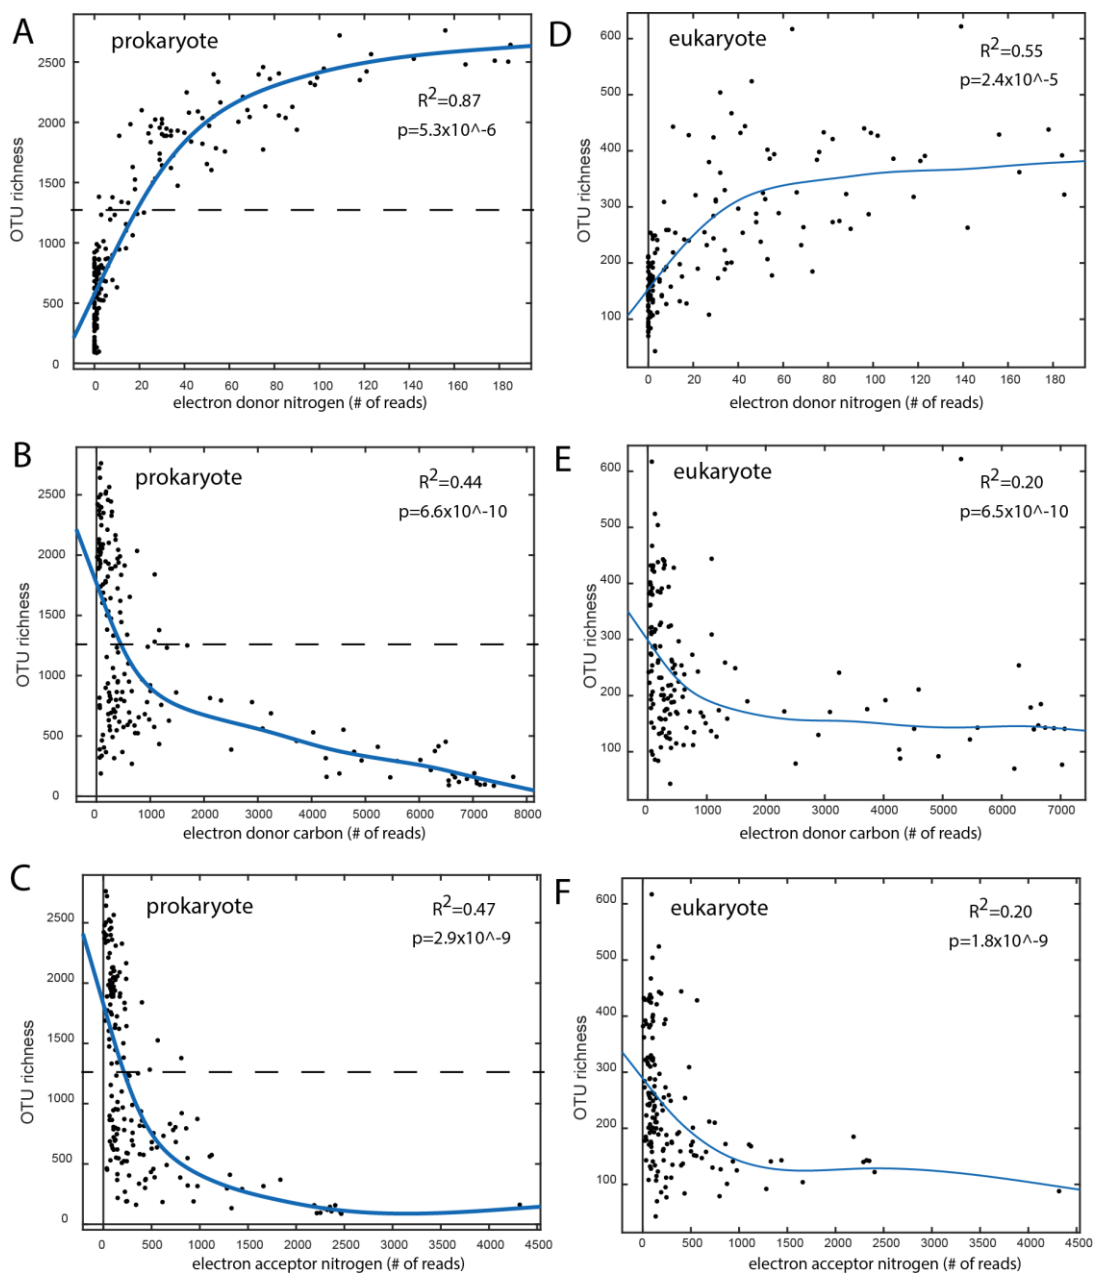 A
prokaryote
R2=0.87
p=5.3x10^-6
OTU richness
2500
2000
1500
1000
500
0
0 20 40 60 80 100 120 140 160 180
electron donor nitrogen (# of reads)
D
eukaryote
R2=0.55
p=2.4x10^-5
OTU richness
600
500
400
300
200
100
0 20 40 60 80 100 120 140 160 180
electron donor nitrogen (# of reads)
B
prokaryote
R2=0.44
p=6.6x10^-10
OTU richness
2500
2000
1500
1000
500
0
0 1000 2000 3000 4000 5000 6000 7000 8000
electron donor carbon (# of reads)
E
eukaryote
R2=0.20
p=6.5x10^-10
OTU richness
600
500
400
300
200
100
0 1000 2000 3000 4000 5000 6000 7000
electron donor carbon (# of reads)
C
prokaryote
R2=0.47
p=2.9x10^-9
OTU richness
2500
2000
1500
1000
500
0
0 500 1000 1500 2000 2500 3000 3500 4000 4500
electron acceptor nitrogen (# of reads)
F
eukaryote
R2=0.20
p=1.8x10^-9
OTU richness
600
500
400
300
200
100
0 500 1000 1500 2000 2500 3000 3500 4000 4500
electron acceptor nitrogen (# of reads)